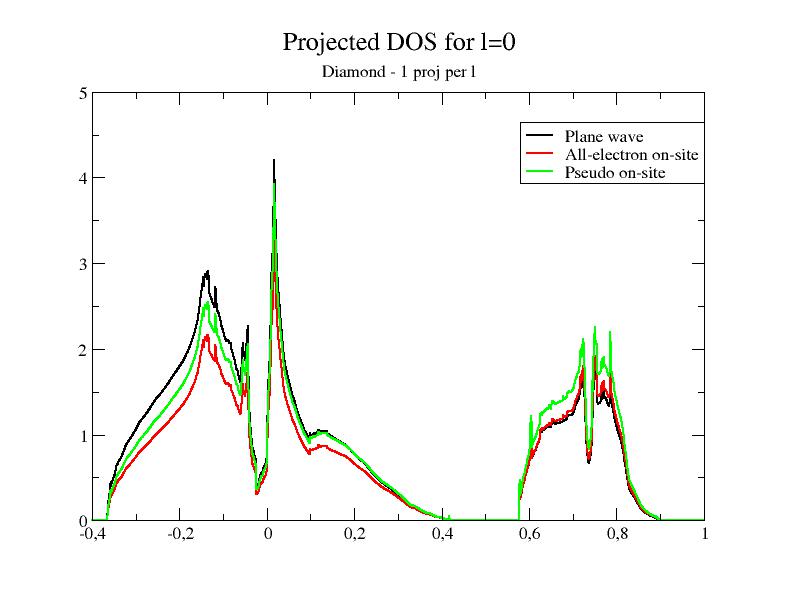 Projected DOS for l=0
Diamond - 1 proj per l
5
4
3
2
1
0
-0,4 -0,2 0 0,2 0,4 0,6 0,8 1
Plane wave
All-electron on-site
Pseudo on-site